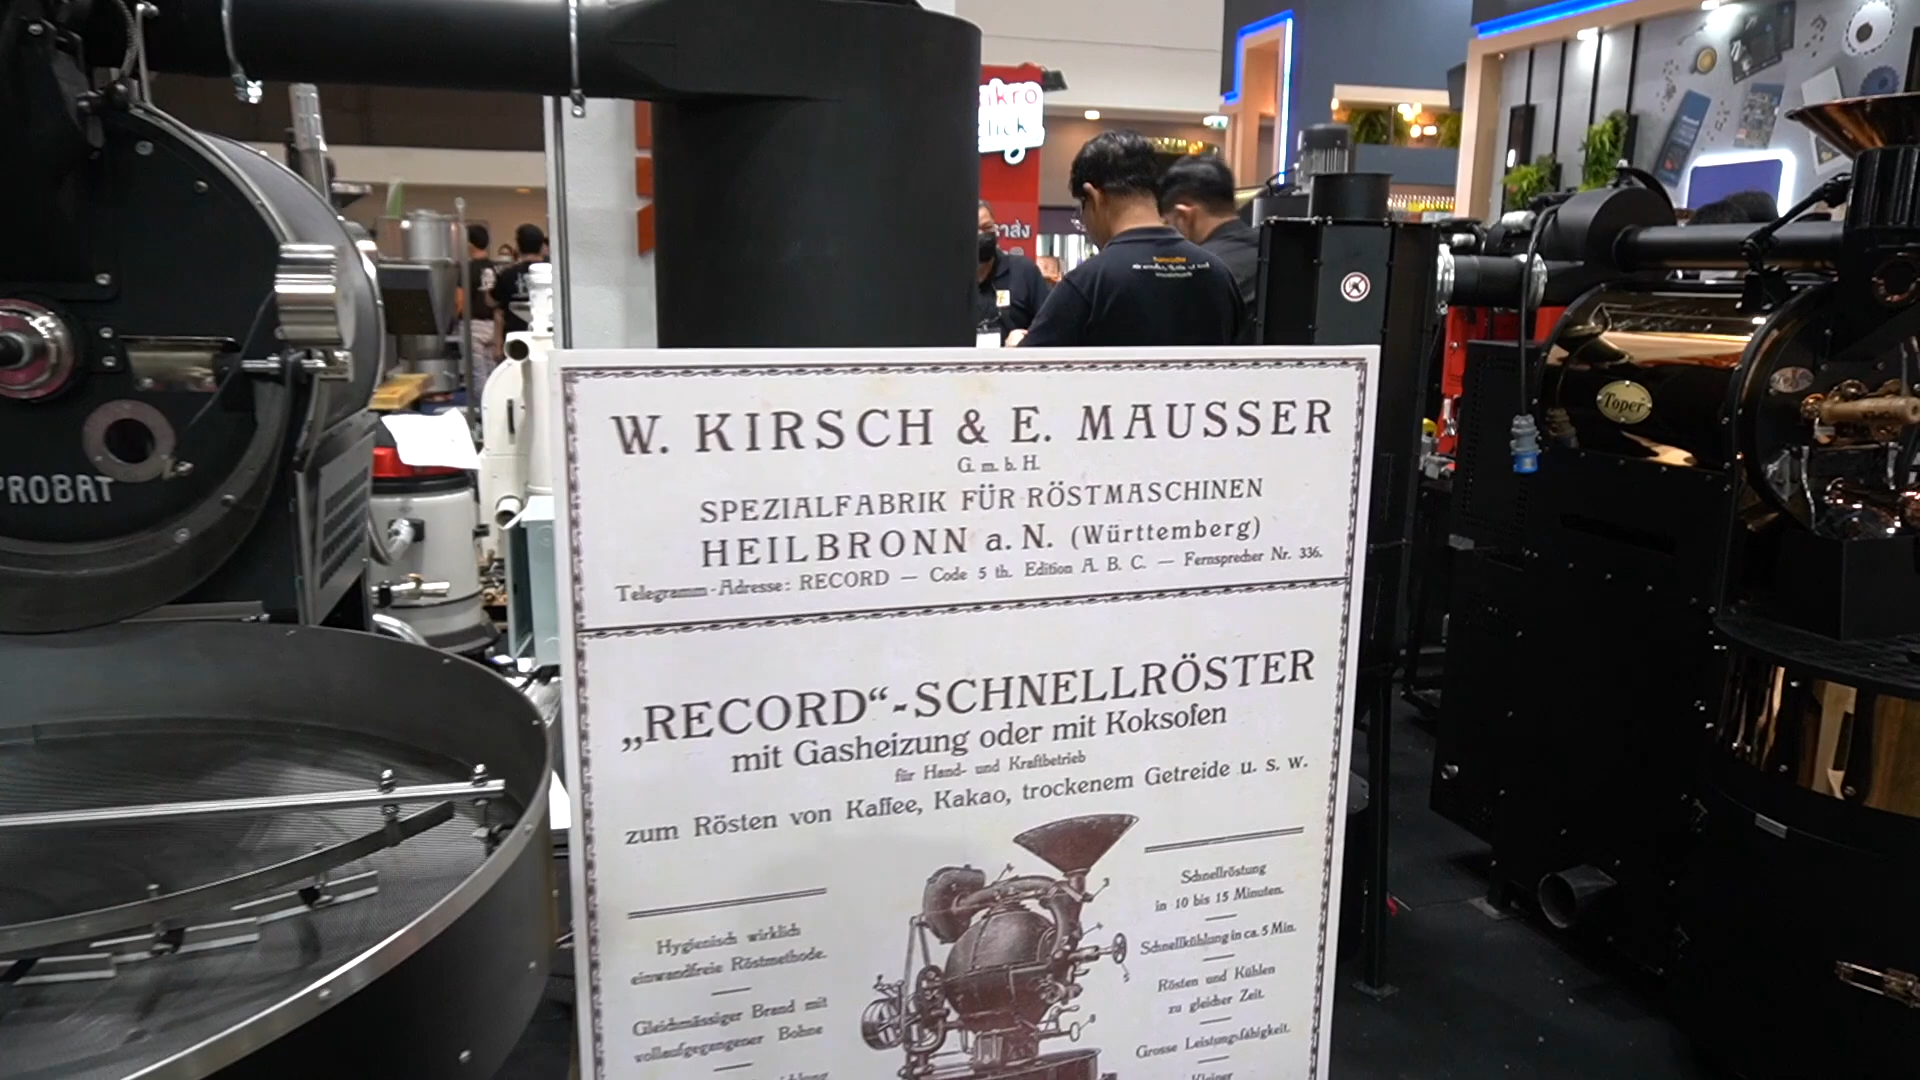 W. KIRSCH & E. MAUSSER
G. m. b. H.
SPEZIALFABRIK FÜR RÖSTMASCHINEN
HEILBRONN a. N. (Württemberg)
Telegramm-Adresse: RECORD — Code 5 th. Edition A. B. C. — Fernsprecher Nr. 336.
„RECORD“-SCHNELLRÖSTER
mit Gasheizung oder mit Koksofen
für Hand- und Kraftbetrieb
zum Rösten von Kaffee, Kakao, trockenem Getreide u. s. w.
Hygienisch wirklich
einwandfreie Röstmethode.
Gleichmässiger Brand mit
vollaufgegangener Bohne
Schnellröstung
in 10 bis 15 Minuten.
Schnellkühlung in ca. 5 Min.
Rösten und Kühlen
zu gleicher Zeit.
Grosse Leistungsfähigkeit.
Kleiner
PROBAT
Toper